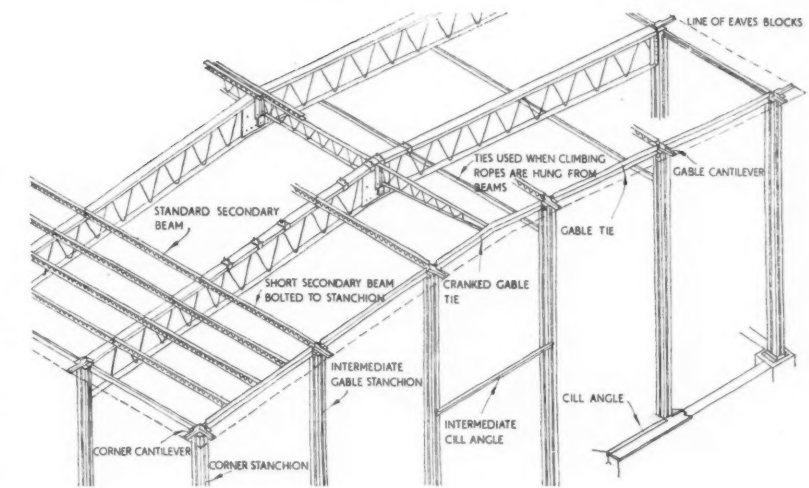 LINE OF EAVES BLOCKS
TIES USED WHEN CLIMBING
ROPES ARE HUNG FROM
BEAMS
GABLE CANTILEVER
STANDARD SECONDARY
BEAM
GABLE TIE
SHORT SECONDARY BEAM
BOLTED TO STANCHION
CRANKED GABLE
TIE
INTERMEDIATE
GABLE STANCHION
CILL ANGLE
INTERMEDIATE
CILL ANGLE
CORNER CANTILEVER
CORNER STANCHION